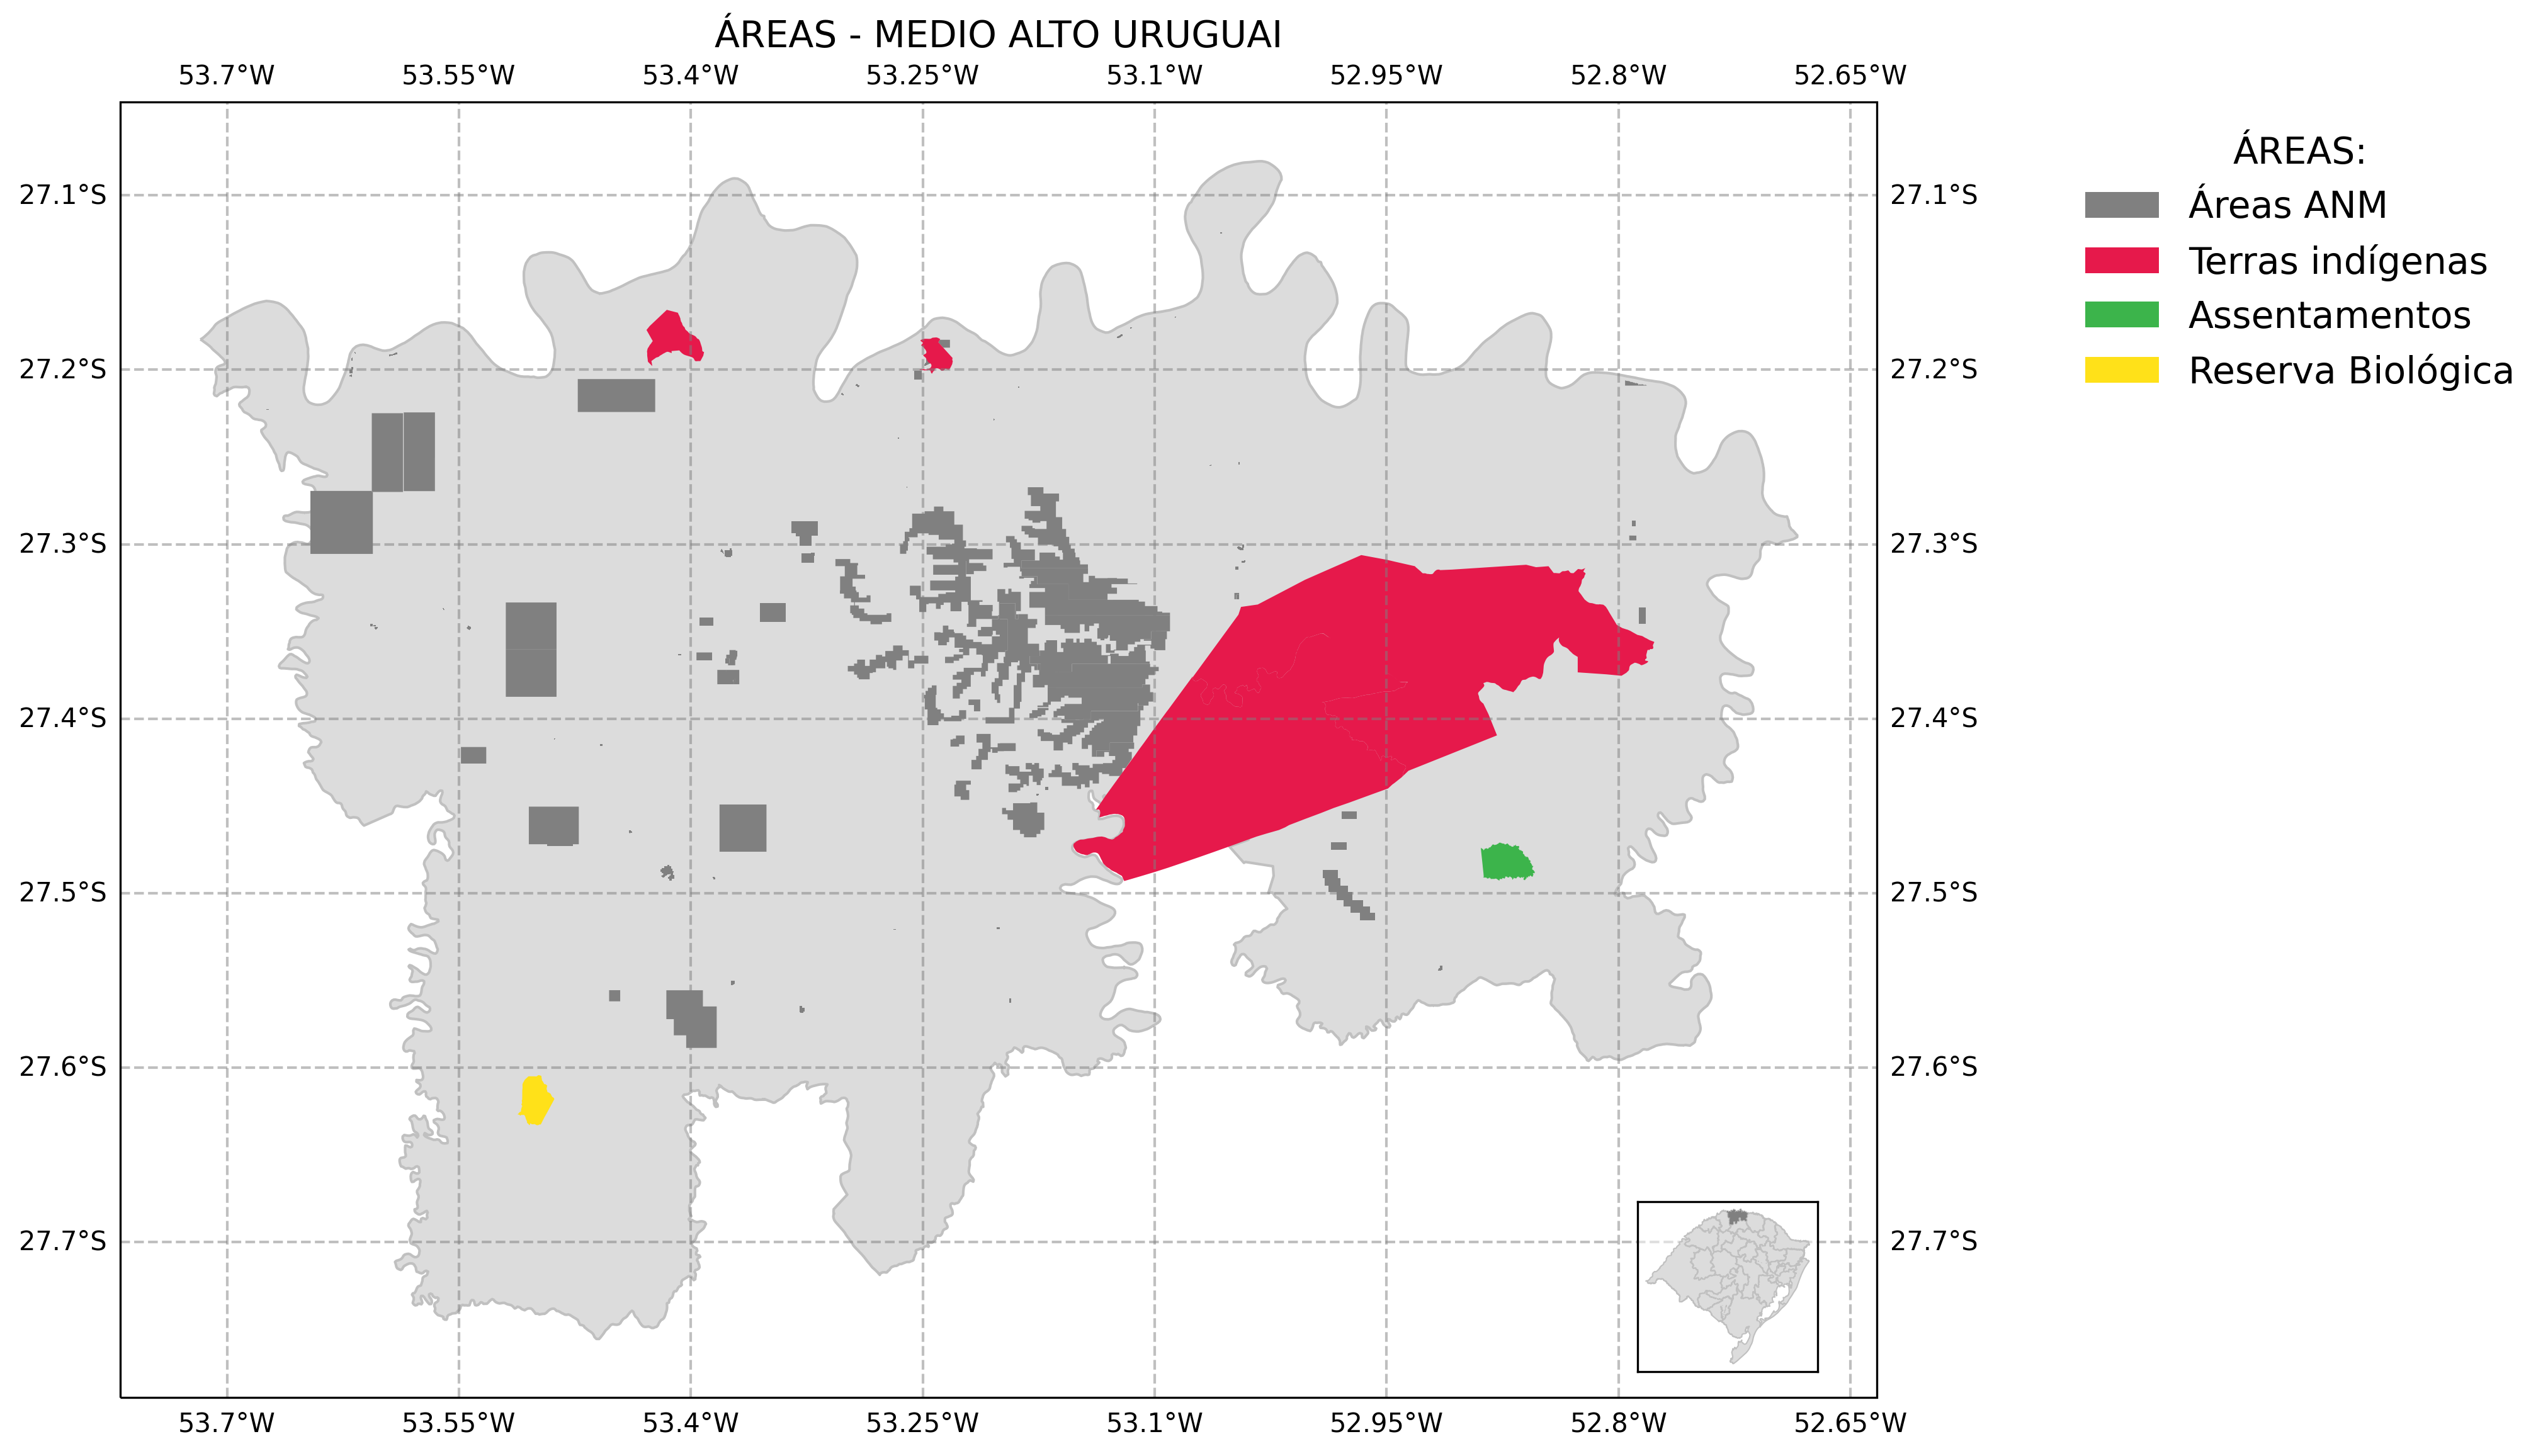 ÁREAS - MEDIO ALTO URUGUAI
53.7°W 53.55°W 53.4°W 53.25°W 53.1°W 52.95°W 52.8°W 52.65°W
ÁREAS:
Áreas ANM
Terras indígenas
Assentamentos
Reserva Biológica
27.1°S 27.1°S
27.2°S 27.2°S
27.3°S 27.3°S
27.4°S 27.4°S
27.5°S 27.5°S
27.6°S 27.6°S
27.7°S 27.7°S
53.7°W 53.55°W 53.4°W 53.25°W 53.1°W 52.95°W 52.8°W 52.65°W